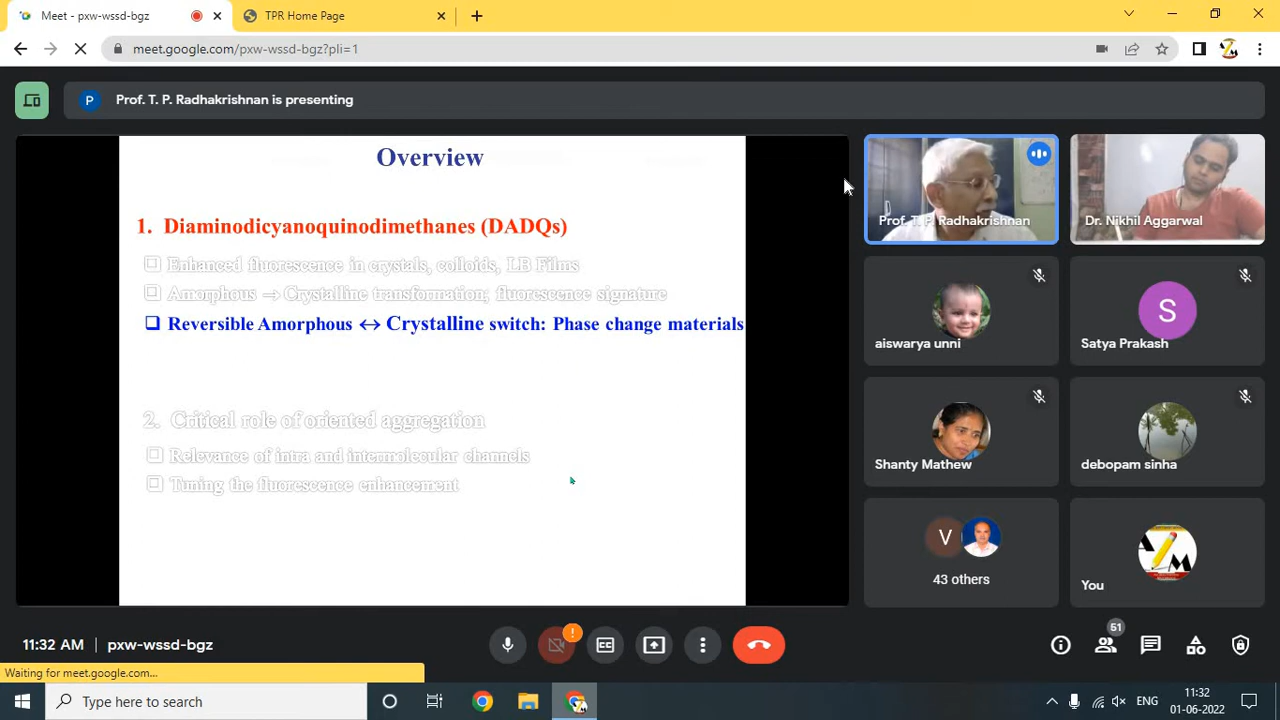 Meet - pxw-wssd-bgz
TPR Home Page
meet.google.com/pxw-wssd-bgz?pli=1
P
Prof. T. P. Radhakrishnan is presenting
Overview
1. Diaminodicyanoquinodimethanes (DADQs)
Enhanced fluorescence in crystals, colloids, LB Films
Amorphous ⇒ Crystalline transformation; fluorescence signature
Reversible Amorphous ↔ Crystalline switch: Phase change materials
2. Critical role of oriented aggregation
Relevance of intra and intermolecular channels
Tuning the fluorescence enhancement
Prof. T. P. Radhakrishnan
Dr. Nikhil Aggarwal
aiswarya unni
S
Satya Prakash
Shanty Mathew
debopam sinha
V
43 others
You
11:32 AM | pxw-wssd-bgz
!
CC
61
Waiting for meet.google.com...
Type here to search
ENG
11:32
01-06-2022